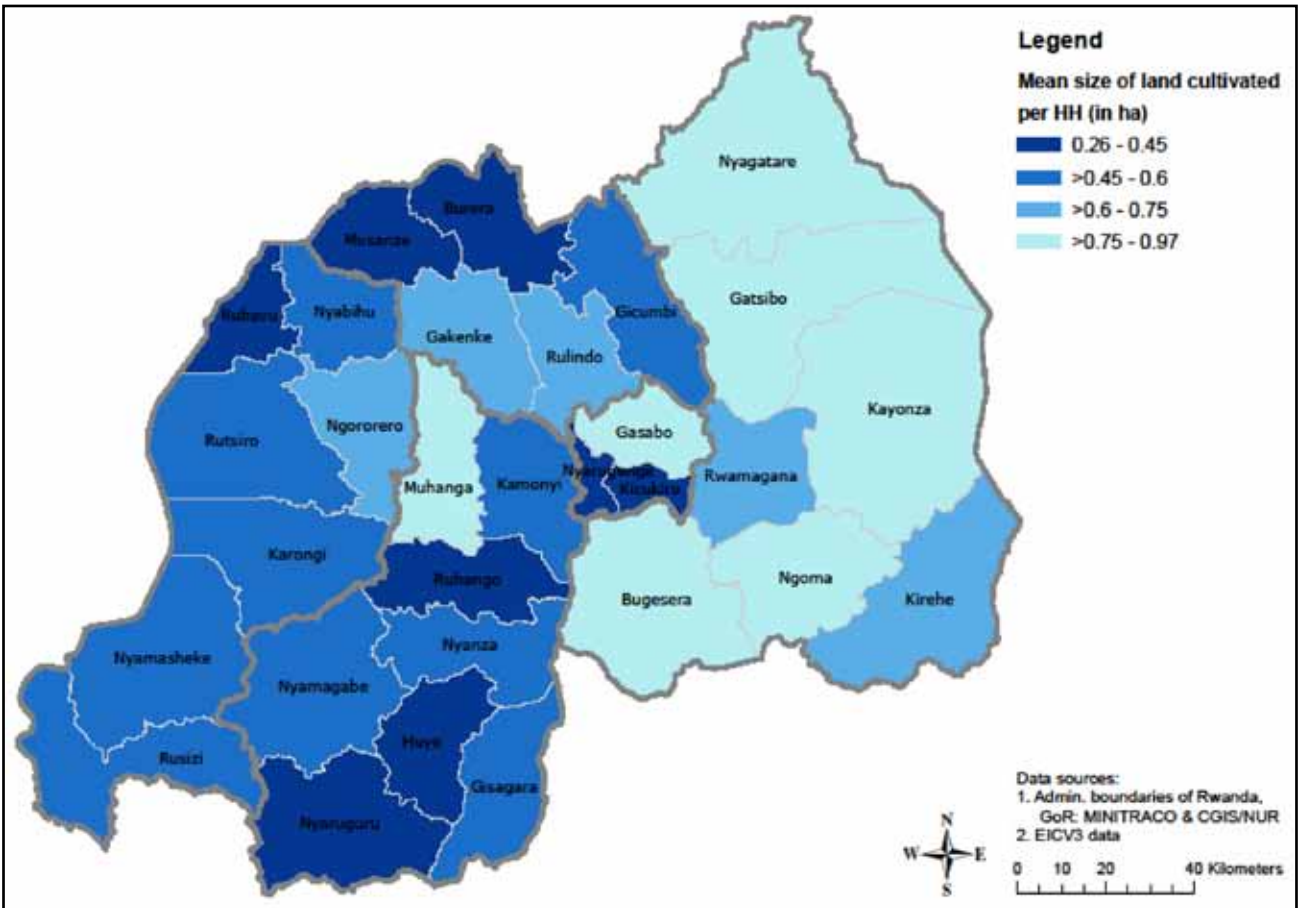 Legend
Mean size of land cultivated
per HH (in ha)
0.26 - 0.45
>0.45 - 0.6
>0.6 - 0.75
>0.75 - 0.97
Nyagatare
Burera
Musanze
Gatsibo
Rubavu
Nyabihu
Gicumbi
Gakenke
Rulindo
Kayonza
Ngororero
Gasabo
Rutsiro
Nyarugenge
Rwamagana
Muhanga
Kamonyi
Kicukiro
Karongi
Ruhango
Ngoma
Bugesera
Kirehe
Nyanza
Nyamasheke
Nyamagabe
Huye
Rusizi
Gisagara
Nyaruguru
Data sources:
1. Admin. boundaries of Rwanda,
GoR: MINITRACO & CGIS/NUR
2. EICV3 data
N
W E
S
0 10 20 40 Kilometers